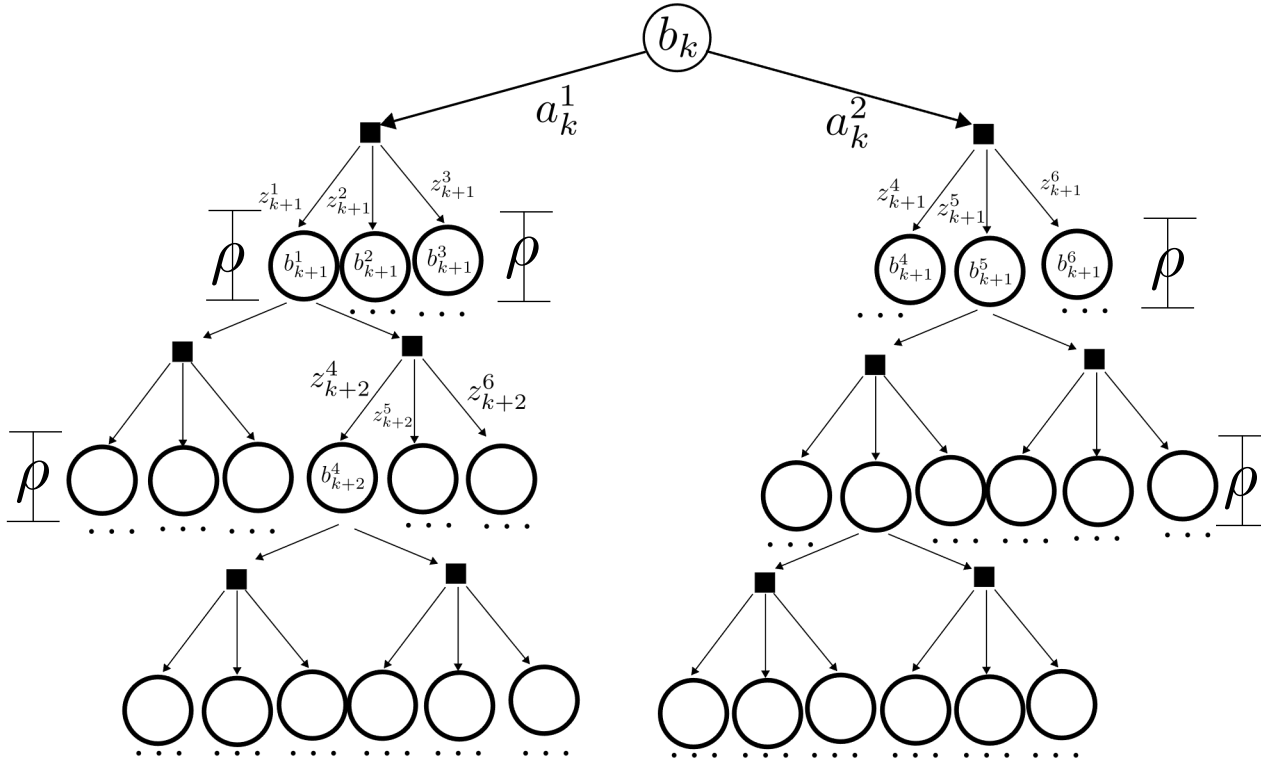 b_k
a_k^1 a_k^2
z_{k+1}^1 z_{k+1}^2 z_{k+1}^3 z_{k+1}^4 z_{k+1}^5 z_{k+1}^6
ρ b_{k+1}^1 b_{k+1}^2 b_{k+1}^3 ρ b_{k+1}^4 b_{k+1}^5 b_{k+1}^6 ρ
... ... ... ...
z_{k+2}^4 z_{k+2}^5 z_{k+2}^6
ρ b_{k+2}^4 ρ
... ... ... ... ... ... ... ... ... ...
... ... ... ... ... ... ... ... ... ... ... ...